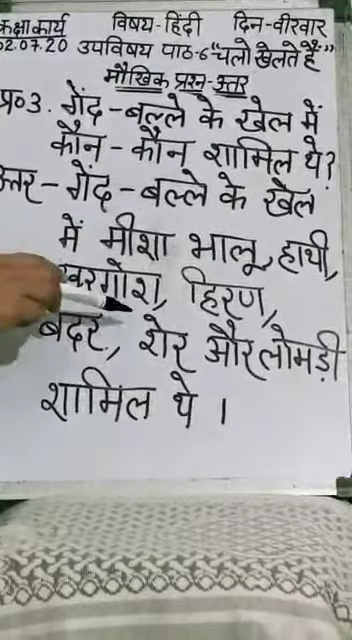 कक्षाकार्य विषय-हिंदी दिन-वीरवार
02.07.20 उपविषय पाठ-6 "चलो खेलते हैं"
मौखिक प्रश्न-उत्तर
प्र०3. गेंद-बल्ले के खेल में
कौन-कौन शामिल थे?
उत्तर-गेंद-बल्ले के खेल
में मीशा भालू, हाथी,
खरगोश, हिरण,
बंदर, शेर और लोमड़ी
शामिल थे ।